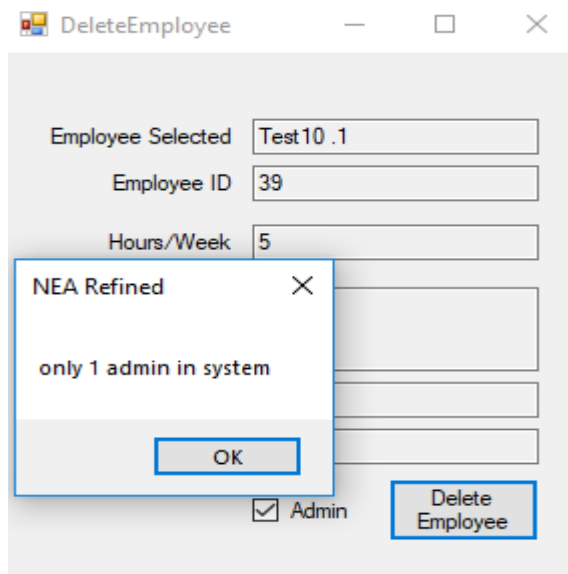 DeleteEmployee
Employee Selected Test10 .1
Employee ID 39
Hours/Week 5
NEA Refined
only 1 admin in system
OK
Admin
Delete
Employee